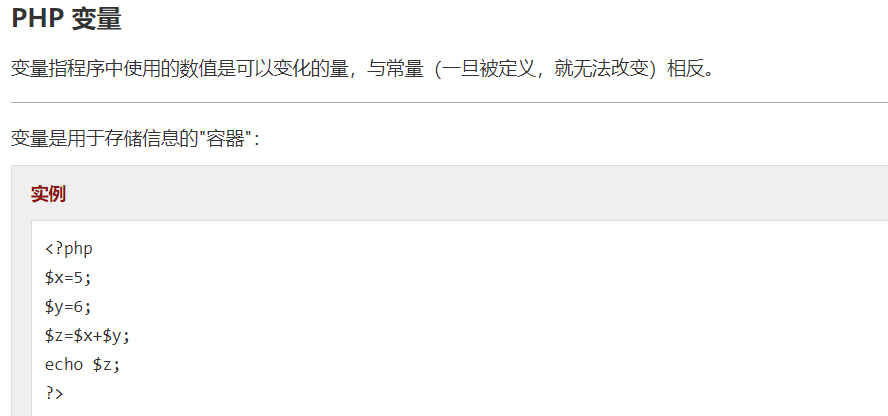 PHP 变量
变量指程序中使用的数值是可以变化的量，与常量（一旦被定义，就无法改变）相反。
变量是用于存储信息的"容器"：
实例
<?php
$x=5;
$y=6;
$z=$x+$y;
echo $z;
?>